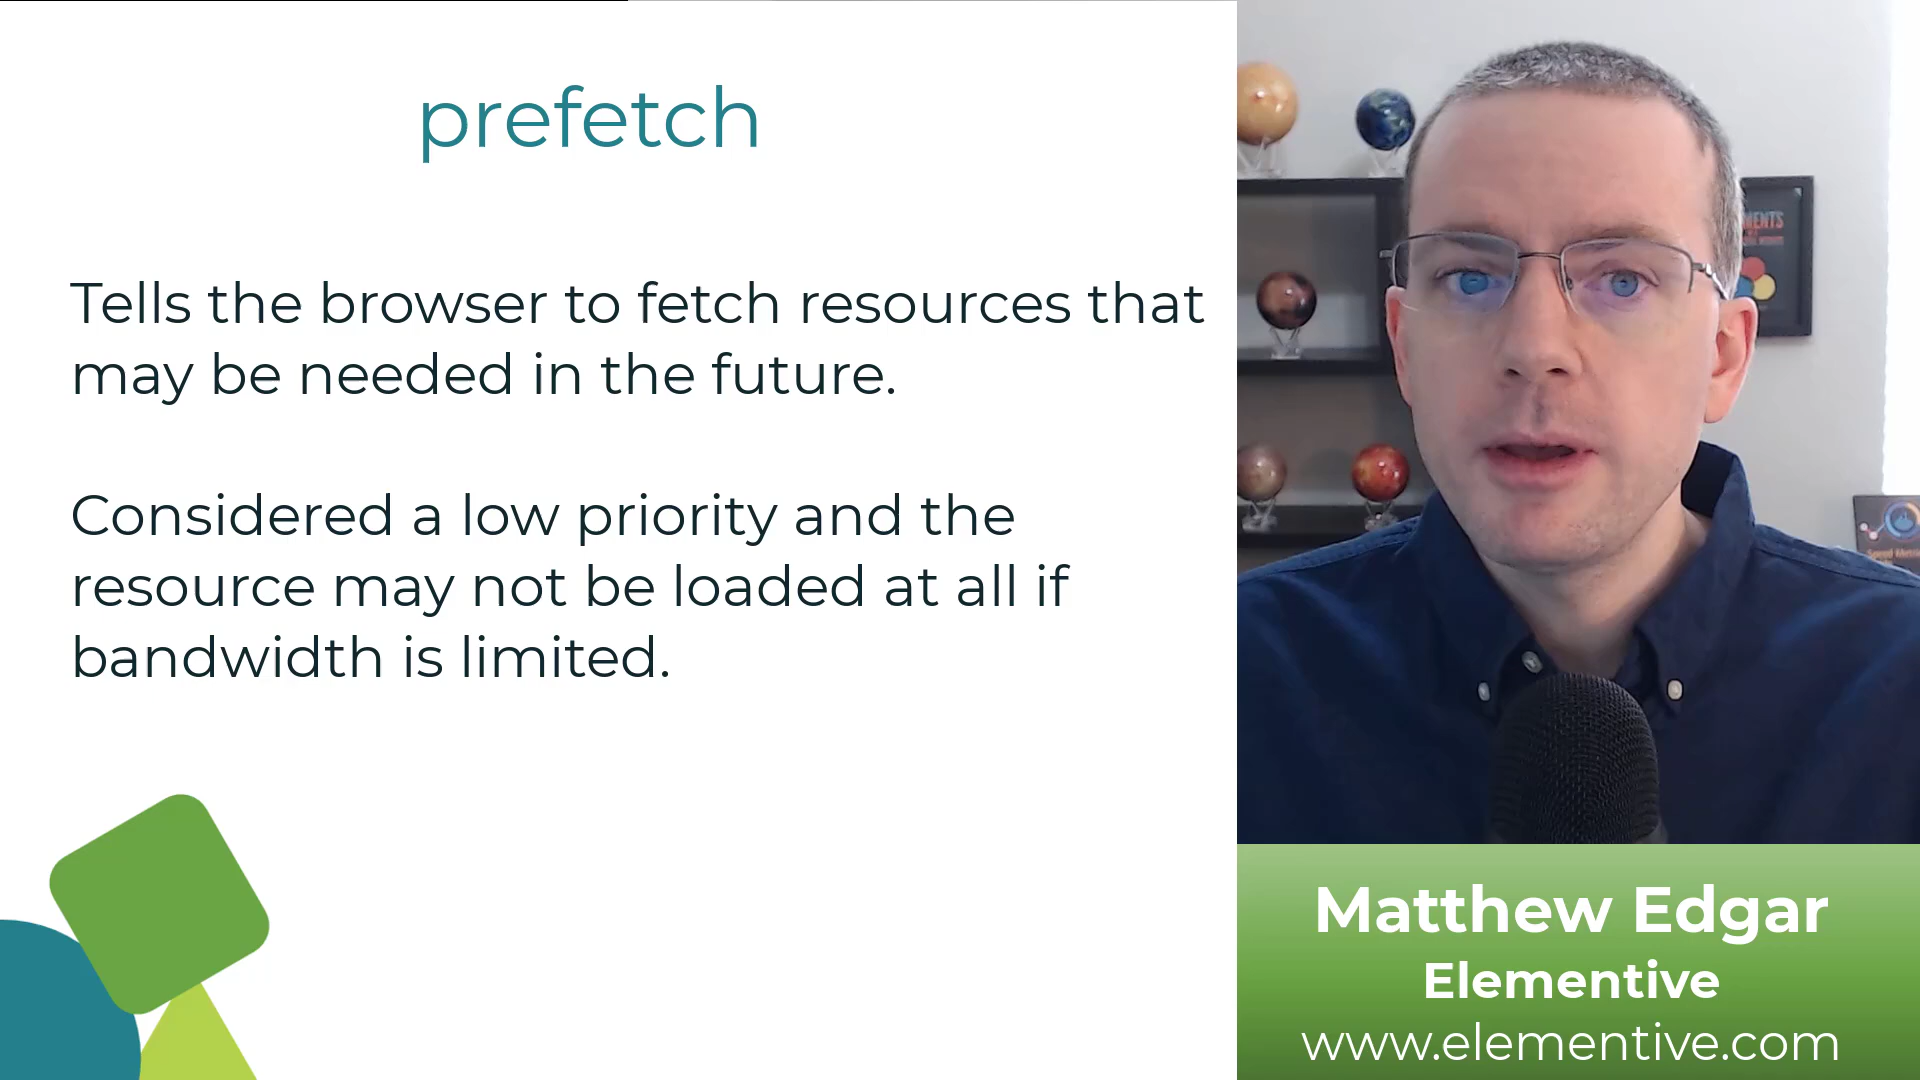 prefetch
Tells the browser to fetch resources that
may be needed in the future.
Considered a low priority and the
resource may not be loaded at all if
bandwidth is limited.
MENTS
Matthew Edgar
Elementive
www.elementive.com